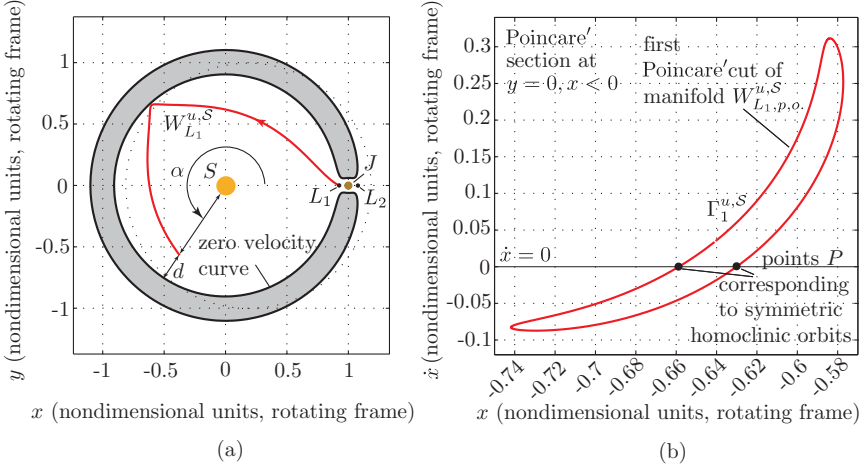 y (nondimensional units, rotating frame)
1
0.5
0
-0.5
-1
W_{L_1}^{u,S}
α
S
J
L_1
L_2
zero velocity
curve
d
-1
-0.5
0
0.5
1
x (nondimensional units, rotating frame)
(a)
ẋ (nondimensional units, rotating frame)
0.3
0.25
0.2
0.15
0.1
0.05
0
-0.05
-0.1
Poincare'
section at
y = 0, x < 0
first
Poincare'cut of
manifold W_{L_1,p,o.}^{u,S}
Γ_1^{u,S}
ẋ = 0
points P
corresponding
to symmetric
homoclinic orbits
-0.74
-0.72
-0.7
-0.68
-0.66
-0.64
-0.62
-0.6
-0.58
x (nondimensional units, rotating frame)
(b)